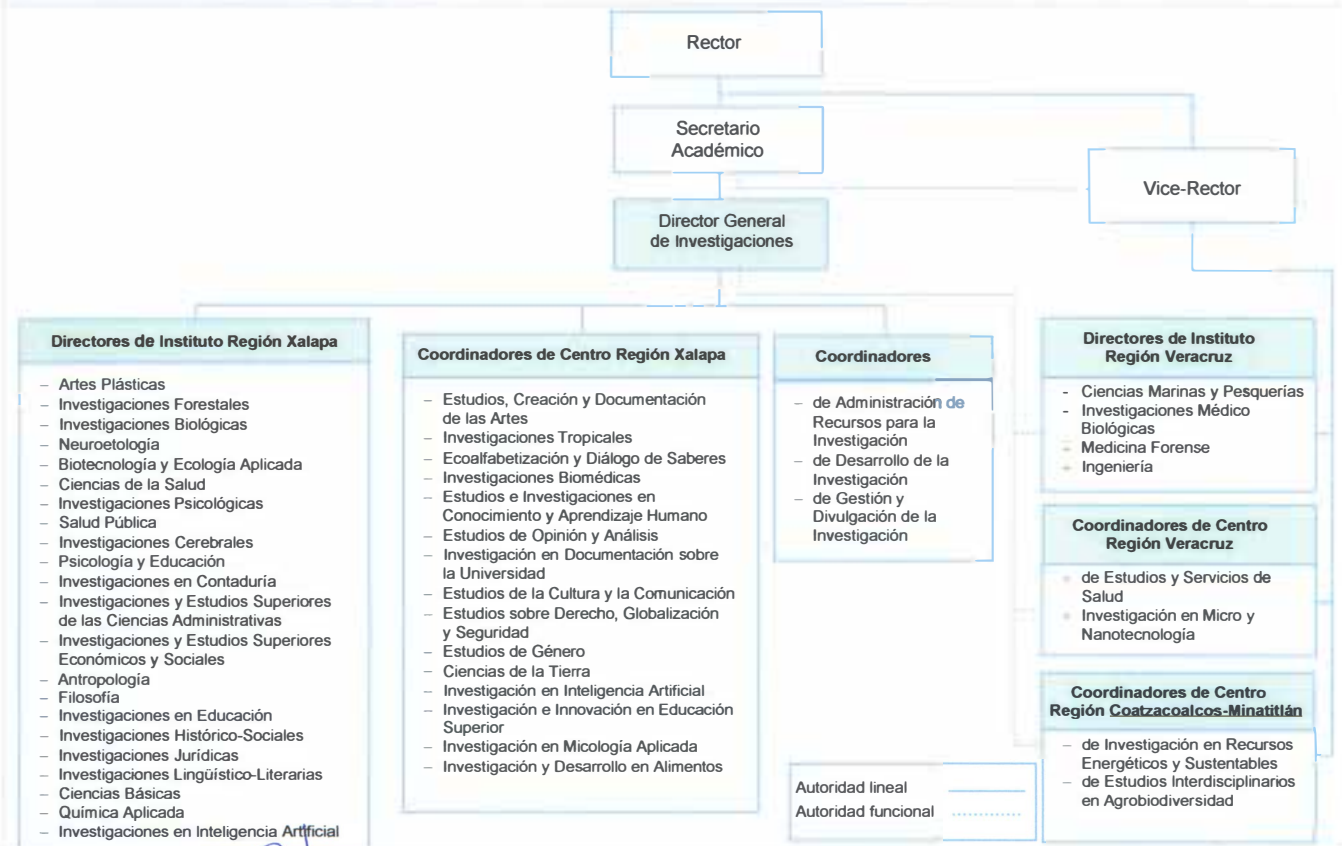 Rector
Secretario
Académico
Vice-Rector
Director General
de Investigaciones
Directores de Instituto Región Xalapa
– Artes Plásticas
– Investigaciones Forestales
– Investigaciones Biológicas
– Neuroetología
– Biotecnología y Ecología Aplicada
– Ciencias de la Salud
– Investigaciones Psicológicas
– Salud Pública
– Investigaciones Cerebrales
– Psicología y Educación
– Investigaciones en Contaduría
– Investigaciones y Estudios Superiores
de las Ciencias Administrativas
– Investigaciones y Estudios Superiores
Económicos y Sociales
– Antropología
– Filosofía
– Investigaciones en Educación
– Investigaciones Histórico-Sociales
– Investigaciones Jurídicas
– Investigaciones Lingüístico-Literarias
– Ciencias Básicas
– Química Aplicada
– Investigaciones en Inteligencia Artificial
Coordinadores de Centro Región Xalapa
– Estudios, Creación y Documentación
de las Artes
– Investigaciones Tropicales
– Ecoalfabetización y Diálogo de Saberes
– Investigaciones Biomédicas
– Estudios e Investigaciones en
Conocimiento y Aprendizaje Humano
– Estudios de Opinión y Análisis
– Investigación en Documentación sobre
la Universidad
– Estudios de la Cultura y la Comunicación
– Estudios sobre Derecho, Globalización
y Seguridad
– Estudios de Género
– Ciencias de la Tierra
– Investigación en Inteligencia Artificial
– Investigación e Innovación en Educación
Superior
– Investigación en Micología Aplicada
– Investigación y Desarrollo en Alimentos
Coordinadores
– de Administración de
Recursos para la
Investigación
– de Desarrollo de la
Investigación
– de Gestión y
Divulgación de la
Investigación
Directores de Instituto
Región Veracruz
- Ciencias Marinas y Pesquerías
- Investigaciones Médico
Biológicas
- Medicina Forense
- Ingeniería
Coordinadores de Centro
Región Veracruz
- de Estudios y Servicios de
Salud
- Investigación en Micro y
Nanotecnología
Coordinadores de Centro
Región Coatzacoalcos-Minatitlán
– de Investigación en Recursos
Energéticos y Sustentables
– de Estudios Interdisciplinarios
en Agrobiodiversidad
Autoridad lineal
Autoridad funcional